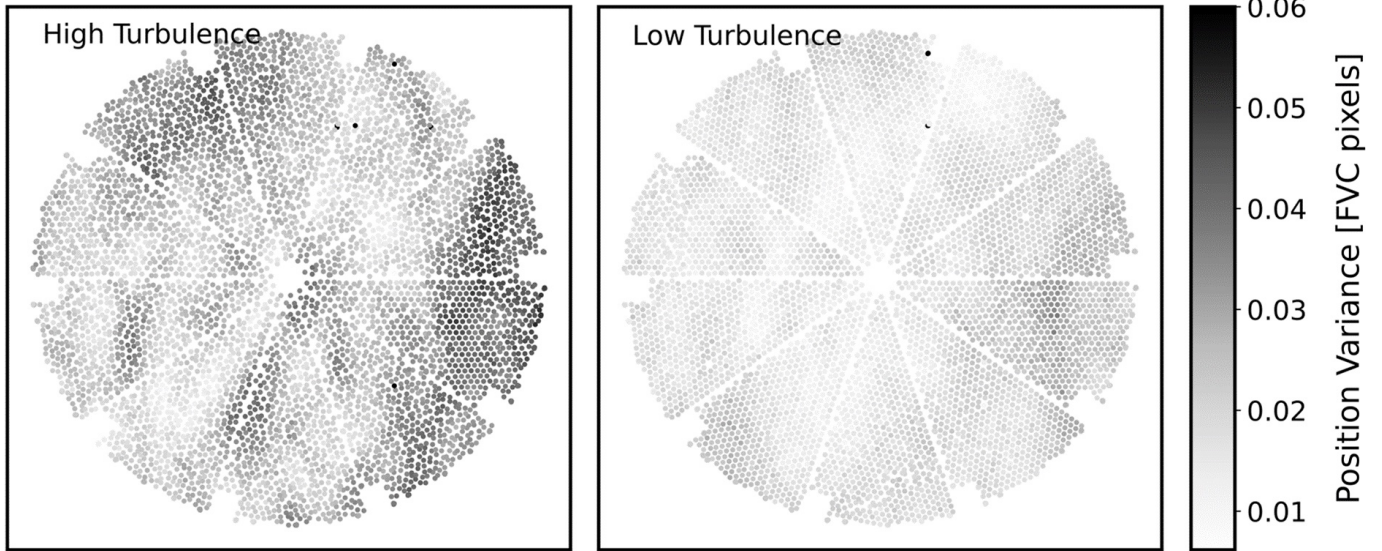 High Turbulence
Low Turbulence
0.06
0.05
0.04
0.03
0.02
0.01
Position Variance [FVC pixels]